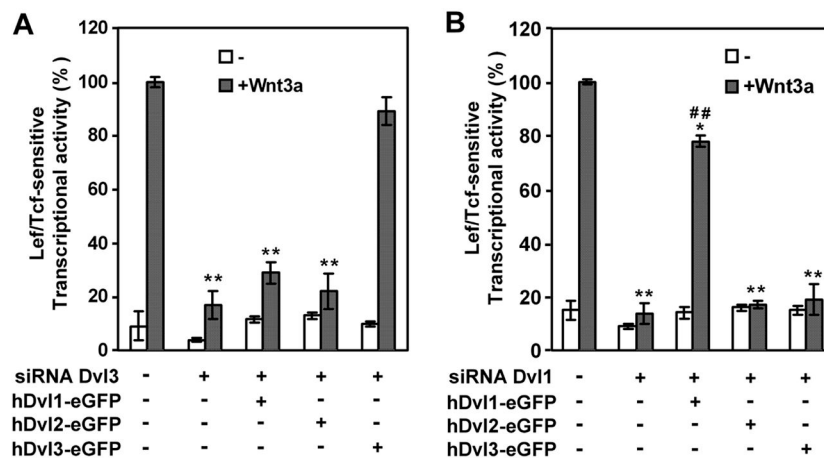 A
Lef/Tcf-sensitive
Transcriptional activity (%)
120
100
80
60
40
20
0
-
+Wnt3a
**
**
**
siRNA Dvl3 - + + + +
hDvl1-eGFP - - + - -
hDvl2-eGFP - - - + -
hDvl3-eGFP - - - - +
B
Lef/Tcf-sensitive
Transcriptional activity (%)
120
100
80
60
40
20
0
-
+Wnt3a
**
##
*
**
**
siRNA Dvl1 - + + + +
hDvl1-eGFP - - + - -
hDvl2-eGFP - - - + -
hDvl3-eGFP - - - - +